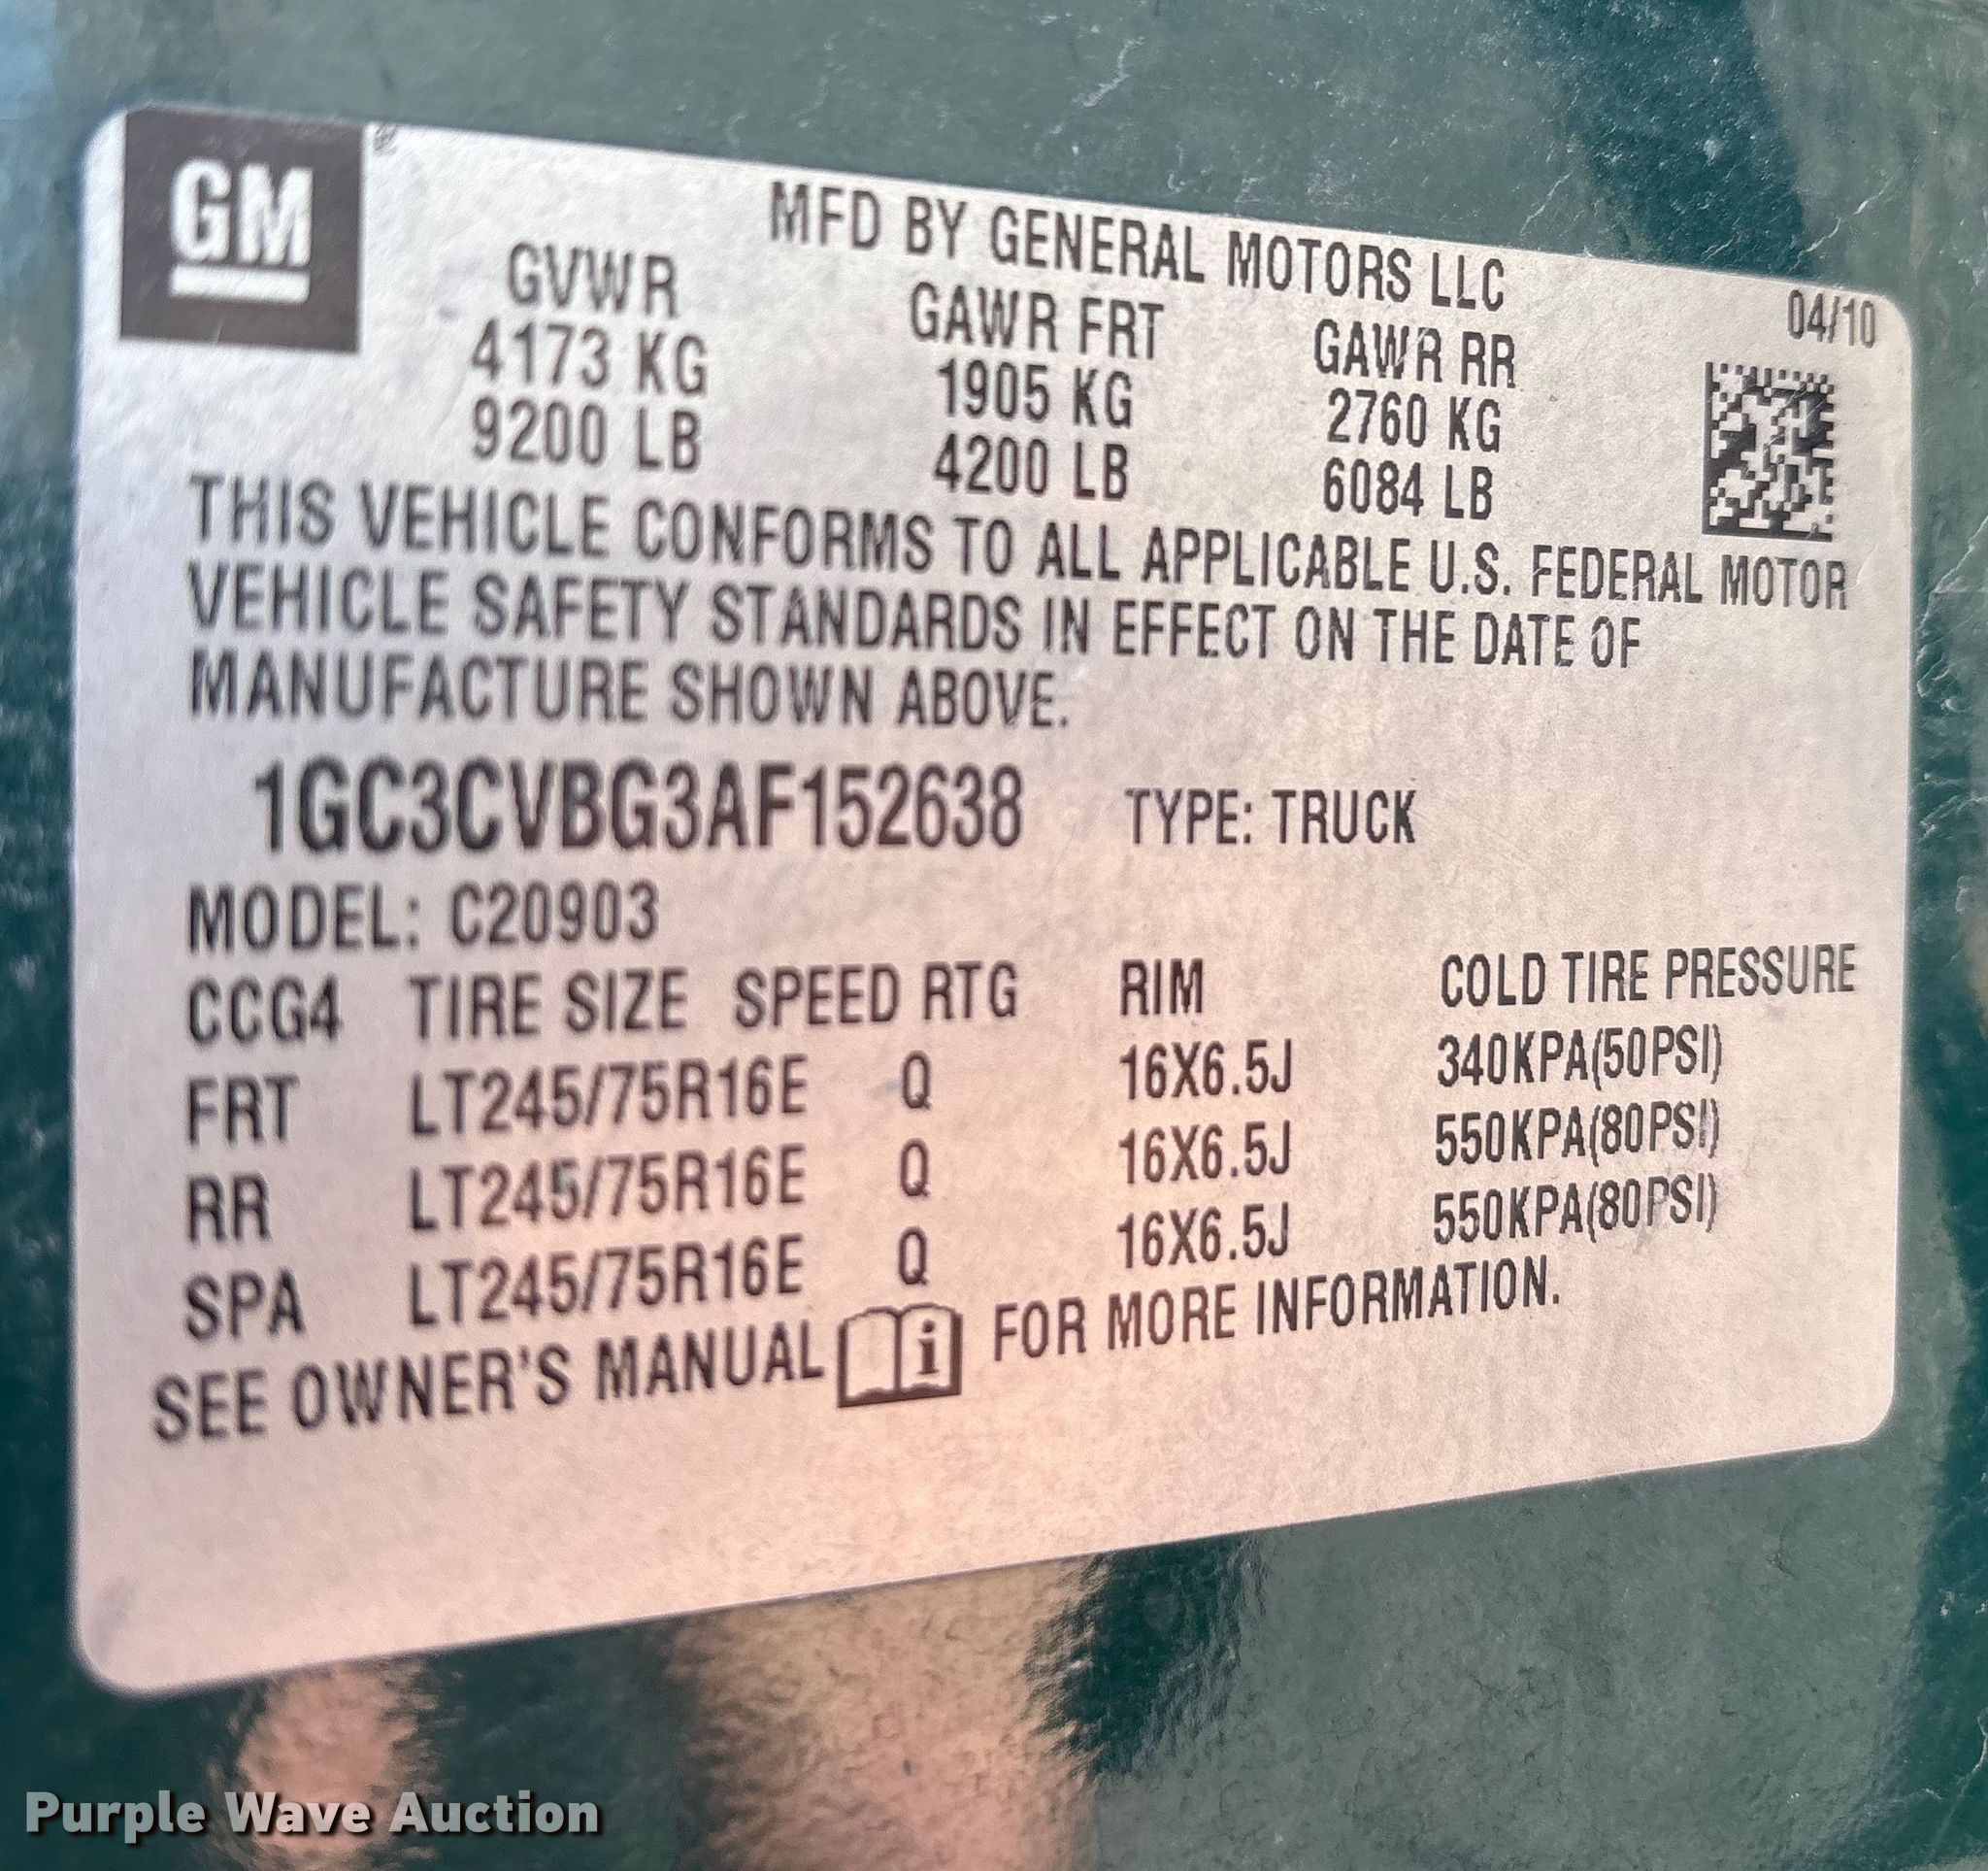 GM
MFD BY GENERAL MOTORS LLC
04/10
GVWR GAWR FRT GAWR RR
4173 KG 1905 KG 2760 KG
9200 LB 4200 LB 6084 LB
THIS VEHICLE CONFORMS TO ALL APPLICABLE U.S. FEDERAL MOTOR
VEHICLE SAFETY STANDARDS IN EFFECT ON THE DATE OF
MANUFACTURE SHOWN ABOVE.
1GC3CVBG3AF152638 TYPE: TRUCK
MODEL: C20903
CCG4 TIRE SIZE SPEED RTG RIM COLD TIRE PRESSURE
FRT LT245/75R16E Q 16X6.5J 340KPA(50PSI)
RR LT245/75R16E Q 16X6.5J 550KPA(80PSI)
SPA LT245/75R16E Q 16X6.5J 550KPA(80PSI)
SEE OWNER'S MANUAL i FOR MORE INFORMATION.
Purple Wave Auction